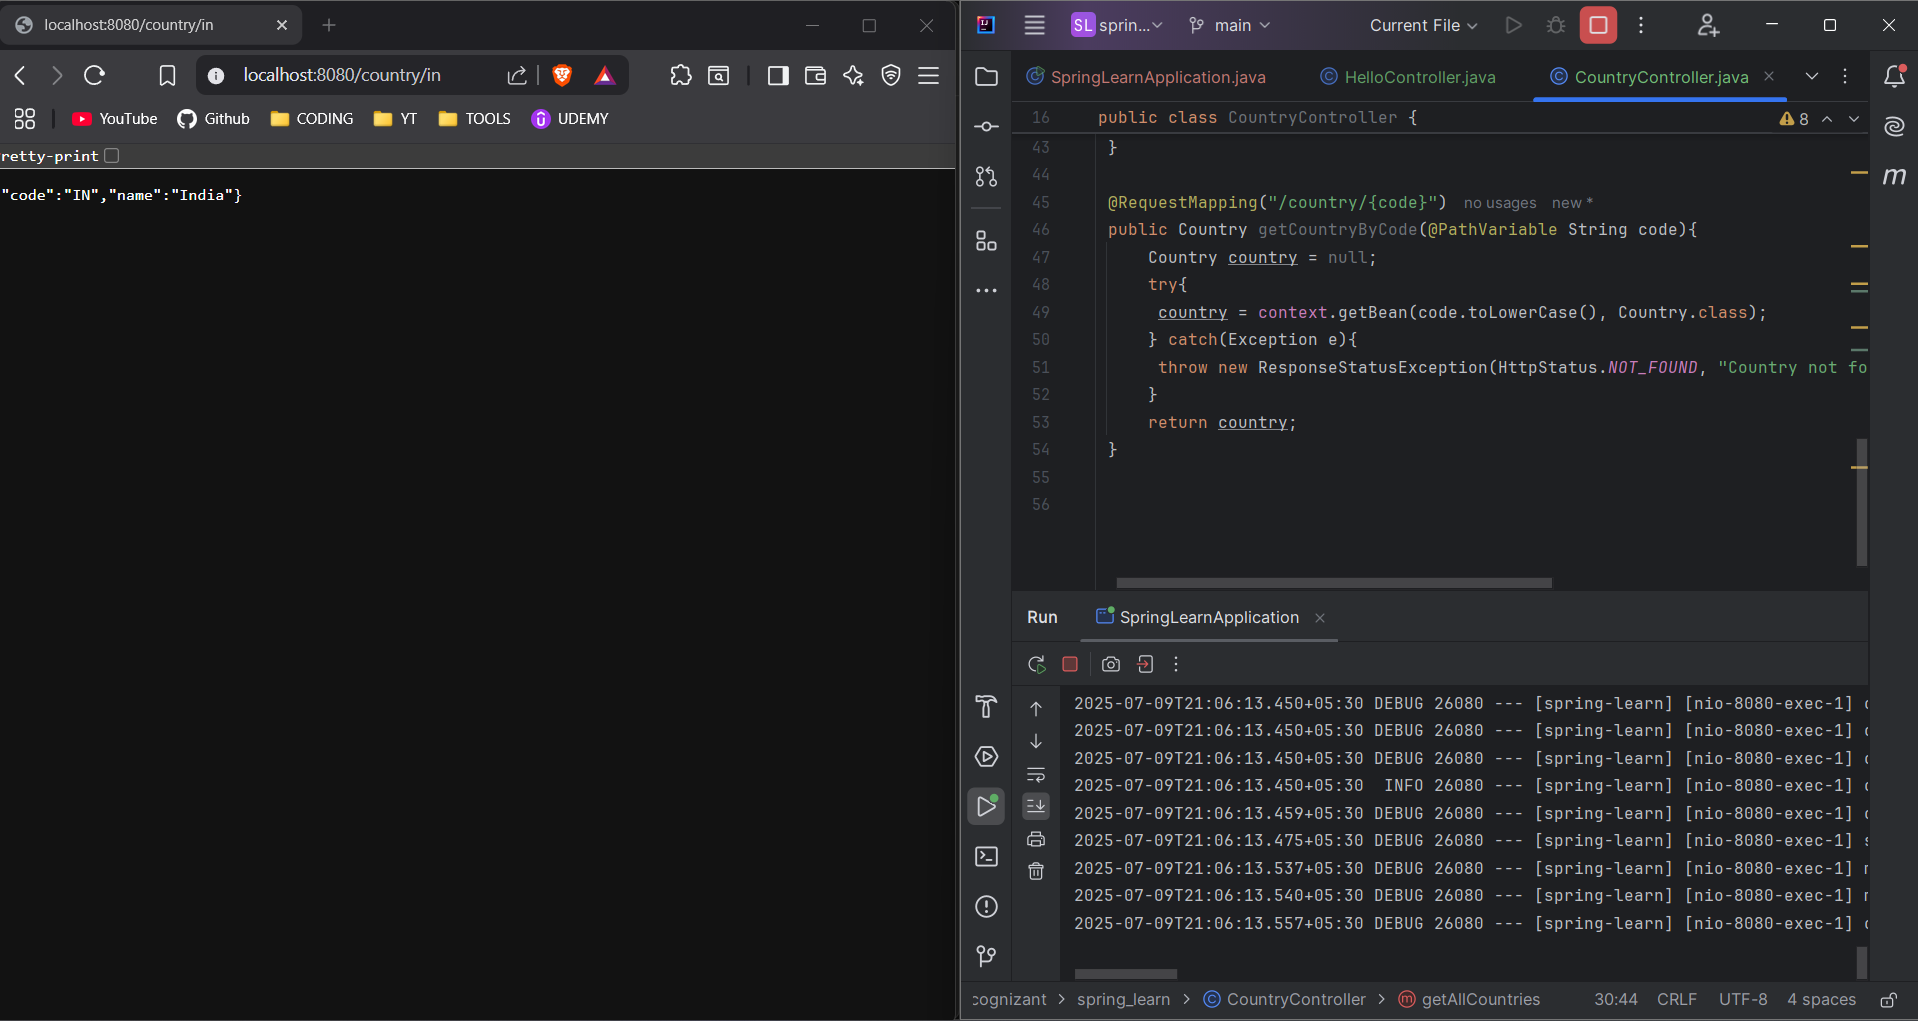 localhost:8080/country/in
localhost:8080/country/in
YouTube Github CODING YT TOOLS UDEMY
retty-print
"code":"IN","name":"India"}
SL sprin... main Current File
SpringLearnApplication.java HelloController.java CountryController.java
16 public class CountryController { 8
43 }
44
45 @RequestMapping("/country/{code}") no usages new *
46 public Country getCountryByCode(@PathVariable String code){
47 Country country = null;
48 try{
49 country = context.getBean(code.toLowerCase(), Country.class);
50 } catch(Exception e){
51 throw new ResponseStatusException(HttpStatus.NOT_FOUND, "Country not fo
52 }
53 return country;
54 }
55
56
Run SpringLearnApplication
2025-07-09T21:06:13.450+05:30 DEBUG 26080 --- [spring-learn] [nio-8080-exec-1]
2025-07-09T21:06:13.450+05:30 DEBUG 26080 --- [spring-learn] [nio-8080-exec-1]
2025-07-09T21:06:13.450+05:30 DEBUG 26080 --- [spring-learn] [nio-8080-exec-1]
2025-07-09T21:06:13.450+05:30 INFO 26080 --- [spring-learn] [nio-8080-exec-1]
2025-07-09T21:06:13.459+05:30 DEBUG 26080 --- [spring-learn] [nio-8080-exec-1]
2025-07-09T21:06:13.475+05:30 DEBUG 26080 --- [spring-learn] [nio-8080-exec-1]
2025-07-09T21:06:13.537+05:30 DEBUG 26080 --- [spring-learn] [nio-8080-exec-1]
2025-07-09T21:06:13.540+05:30 DEBUG 26080 --- [spring-learn] [nio-8080-exec-1]
2025-07-09T21:06:13.557+05:30 DEBUG 26080 --- [spring-learn] [nio-8080-exec-1]
cognizant > spring_learn > CountryController > getAllCountries 30:44 CRLF UTF-8 4 spaces